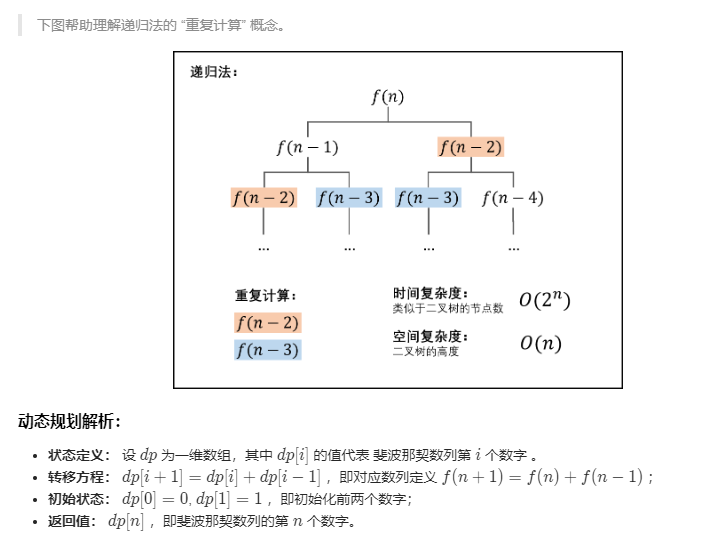 下图帮助理解递归法的 “重复计算” 概念。
递归法：
f(n)
f(n − 1) f(n − 2)
f(n − 2) f(n − 3) f(n − 3) f(n − 4)
... ... ... ...
重复计算：
f(n − 2)
f(n − 3)
时间复杂度： O(2ⁿ)
类似于二叉树的节点数
空间复杂度： O(n)
二叉树的高度
动态规划解析：
• 状态定义： 设 dp 为一维数组，其中 dp[i] 的值代表 斐波那契数列第 i 个数字 。
• 转移方程： dp[i + 1] = dp[i] + dp[i − 1] ，即对应数列定义 f(n + 1) = f(n) + f(n − 1) ；
• 初始状态： dp[0] = 0, dp[1] = 1 ，即初始化前两个数字；
• 返回值： dp[n] ，即斐波那契数列的第 n 个数字。